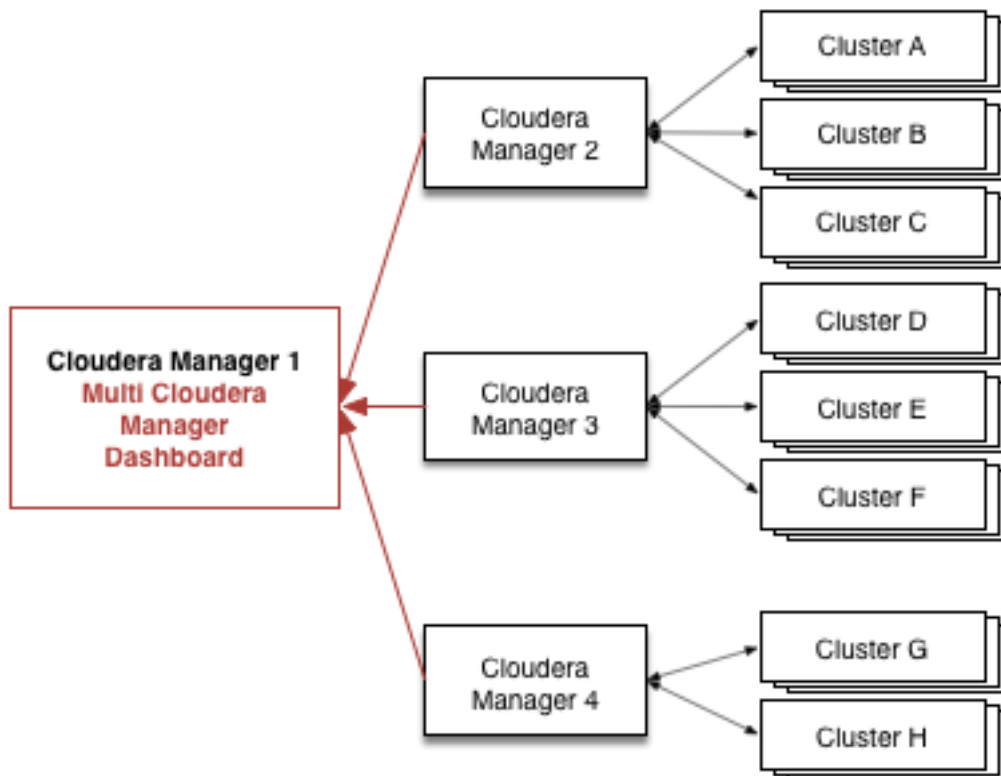 Cluster A
Cloudera
Manager 2
Cluster B
Cluster C
Cloudera Manager 1
Multi Cloudera
Manager
Dashboard
Cloudera
Manager 3
Cluster D
Cluster E
Cluster F
Cloudera
Manager 4
Cluster G
Cluster H